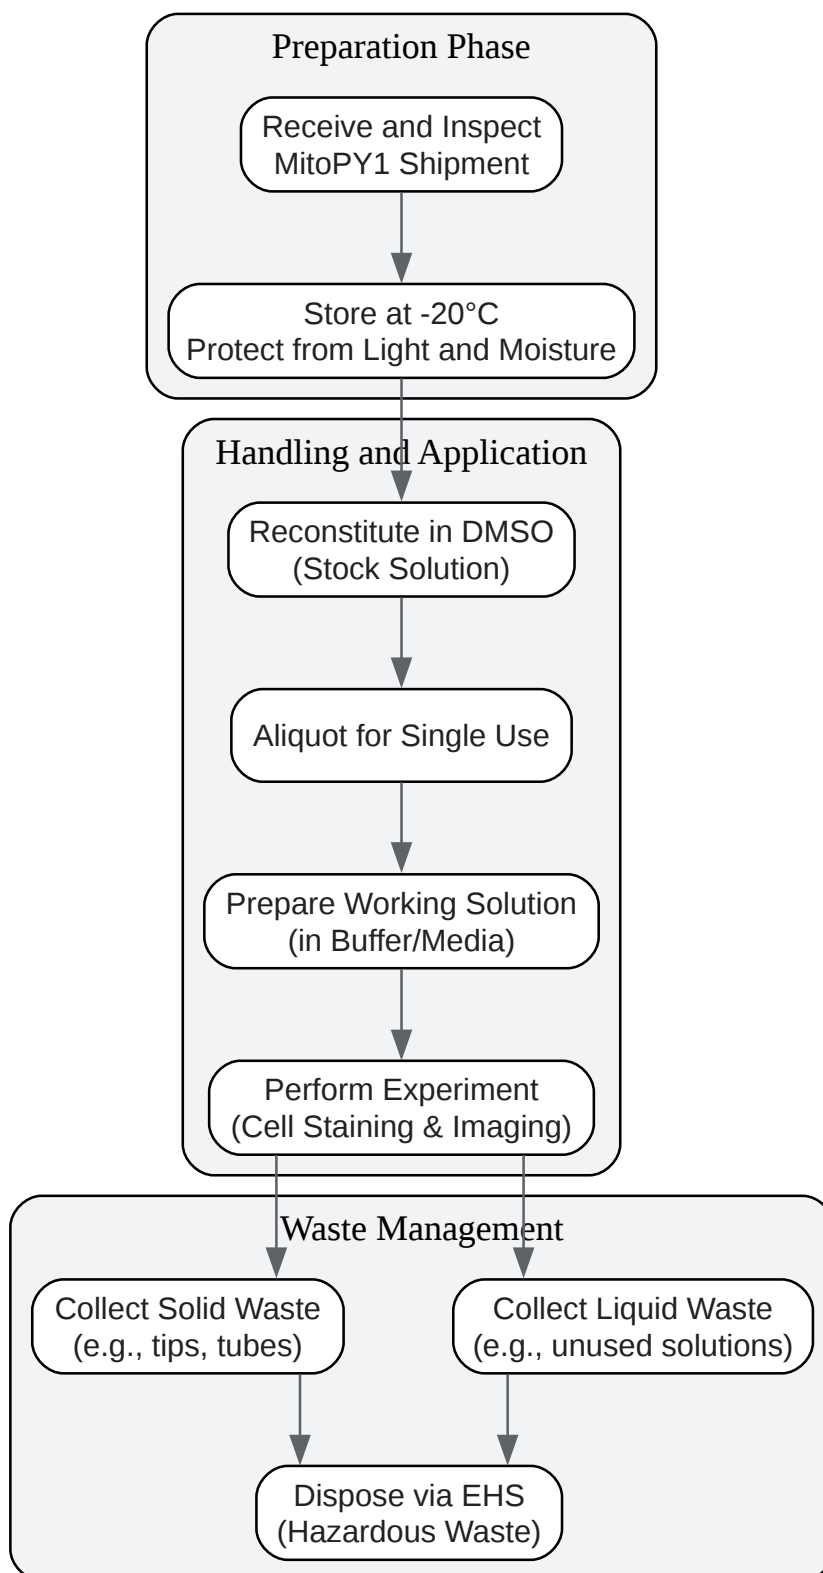 Preparation Phase
Receive and Inspect
MitoPY1 Shipment
Store at -20°C
Protect from Light and Moisture
Handling and Application
Reconstitute in DMSO
(Stock Solution)
Aliquot for Single Use
Prepare Working Solution
(in Buffer/Media)
Perform Experiment
(Cell Staining & Imaging)
Waste Management
Collect Solid Waste
(e.g., tips, tubes)
Collect Liquid Waste
(e.g., unused solutions)
Dispose via EHS
(Hazardous Waste)